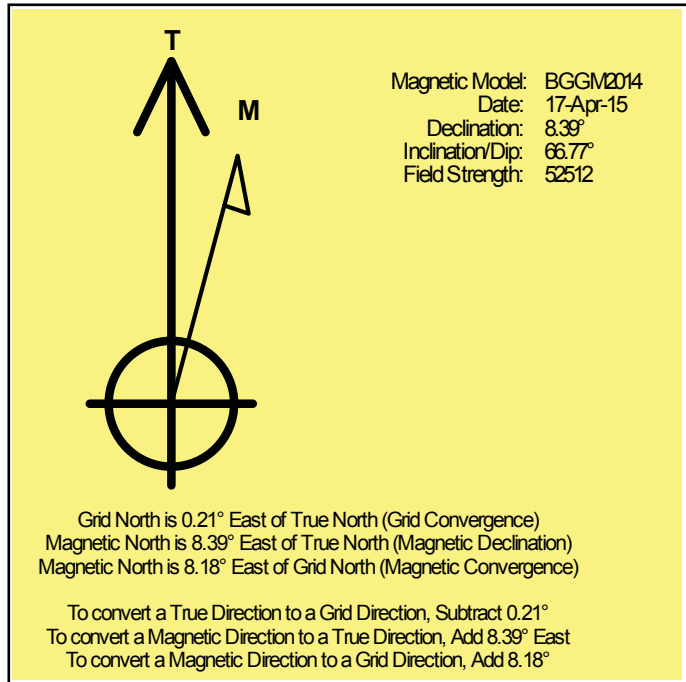 T
M
Magnetic Model: BGGM2014
Date: 17-Apr-15
Declination: 8.39°
Inclination/Dip: 66.77°
Field Strength: 52512
Grid North is 0.21° East of True North (Grid Convergence)
Magnetic North is 8.39° East of True North (Magnetic Declination)
Magnetic North is 8.18° East of Grid North (Magnetic Convergence)
To convert a True Direction to a Grid Direction, Subtract 0.21°
To convert a Magnetic Direction to a True Direction, Add 8.39° East
To convert a Magnetic Direction to a Grid Direction, Add 8.18°